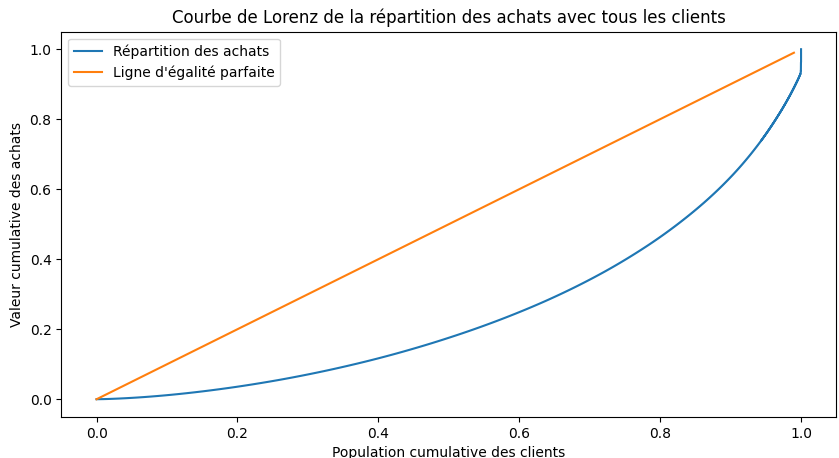 Courbe de Lorenz de la répartition des achats avec tous les clients
Répartition des achats
Ligne d'égalité parfaite
Valeur cumulative des achats
1.0
0.8
0.6
0.4
0.2
0.0
0.0 0.2 0.4 0.6 0.8 1.0
Population cumulative des clients